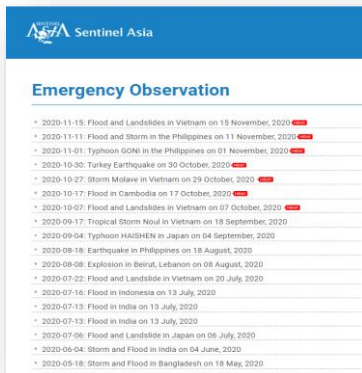 SENTINEL
ASIA Sentinel Asia
Emergency Observation
2020-11-15: Flood and Landslides in Vietnam on 15 November, 2020 NEW
2020-11-11: Flood and Storm in the Philippines on 11 November, 2020 NEW
2020-11-01: Typhoon GONI in the Philippines on 01 November, 2020 NEW
2020-10-30: Turkey Earthquake on 30 October, 2020 NEW
2020-10-27: Storm Molave in Vietnam on 29 October, 2020 NEW
2020-10-17: Flood in Cambodia on 17 October, 2020 NEW
2020-10-07: Flood and Landslides in Vietnam on 07 October, 2020 NEW
2020-09-17: Tropical Storm Noul in Vietnam on 18 September, 2020
2020-09-04: Typhoon HAISHEN in Japan on 04 September, 2020
2020-08-18: Earthquake in Philippines on 18 August, 2020
2020-08-08: Explosion in Beirut, Lebanon on 08 August, 2020
2020-07-22: Flood and Landslide in Vietnam on 20 July, 2020
2020-07-16: Flood in Indonesia on 13 July, 2020
2020-07-13: Flood in India on 13 July, 2020
2020-07-13: Flood in India on 13 July, 2020
2020-07-06: Flood and Landslide in Japan on 06 July, 2020
2020-06-04: Storm and Flood in India on 04 June, 2020
2020-05-18: Storm and Flood in Bangladesh on 18 May, 2020